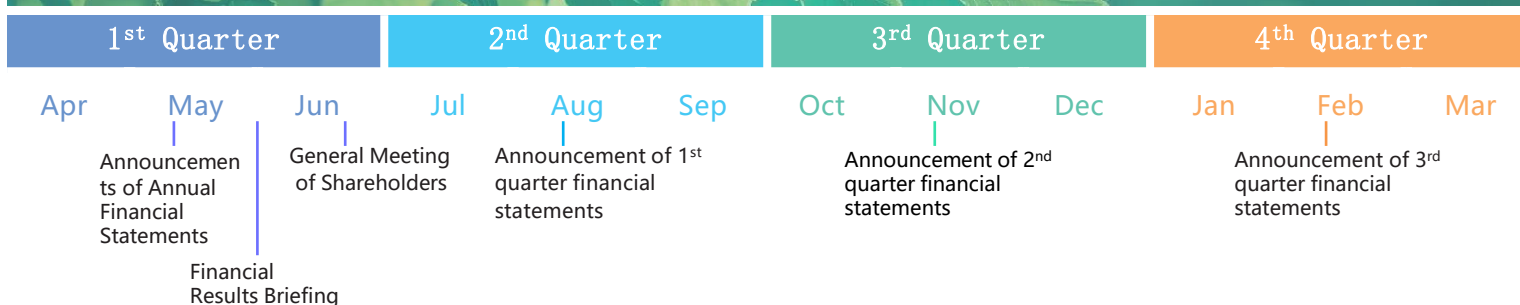 1st Quarter
2nd Quarter
3rd Quarter
4th Quarter
Apr May Jun Jul Aug Sep Oct Nov Dec Jan Feb Mar
Announcemen
ts of Annual
Financial
Statements
Financial
Results Briefing
General Meeting
of Shareholders
Announcement of 1st
quarter financial
statements
Announcement of 2nd
quarter financial
statements
Announcement of 3rd
quarter financial
statements